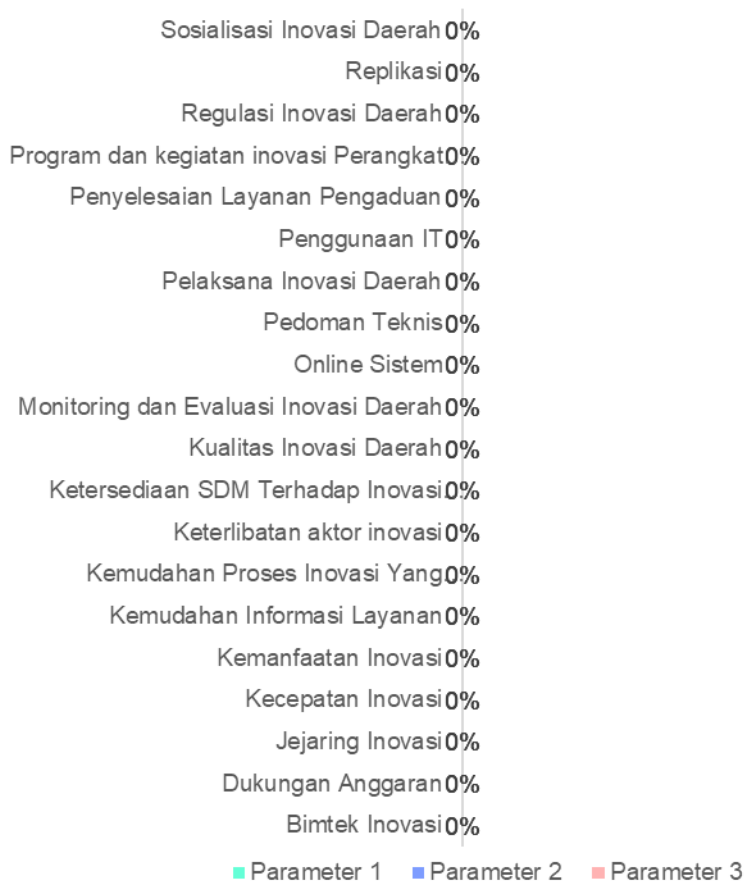 Sosialisasi Inovasi Daerah 0%
Replikasi 0%
Regulasi Inovasi Daerah 0%
Program dan kegiatan inovasi Perangkat 0%
Penyelesaian Layanan Pengaduan 0%
Penggunaan IT 0%
Pelaksana Inovasi Daerah 0%
Pedoman Teknis 0%
Online Sistem 0%
Monitoring dan Evaluasi Inovasi Daerah 0%
Kualitas Inovasi Daerah 0%
Ketersediaan SDM Terhadap Inovasi.. 0%
Keterlibatan aktor inovasi 0%
Kemudahan Proses Inovasi Yang.. 0%
Kemudahan Informasi Layanan 0%
Kemanfaatan Inovasi 0%
Kecepatan Inovasi 0%
Jejaring Inovasi 0%
Dukungan Anggaran 0%
Bimtek Inovasi 0%
Parameter 1 Parameter 2 Parameter 3